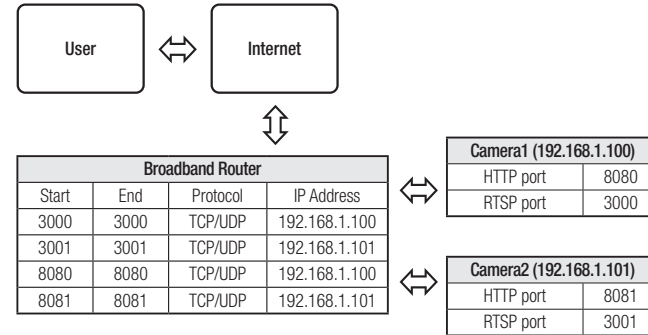 User
Internet
Broadband Router
Start End Protocol IP Address
3000 3000 TCP/UDP 192.168.1.100
3001 3001 TCP/UDP 192.168.1.101
8080 8080 TCP/UDP 192.168.1.100
8081 8081 TCP/UDP 192.168.1.101
Camera1 (192.168.1.100)
HTTP port 8080
RTSP port 3000
Camera2 (192.168.1.101)
HTTP port 8081
RTSP port 3001